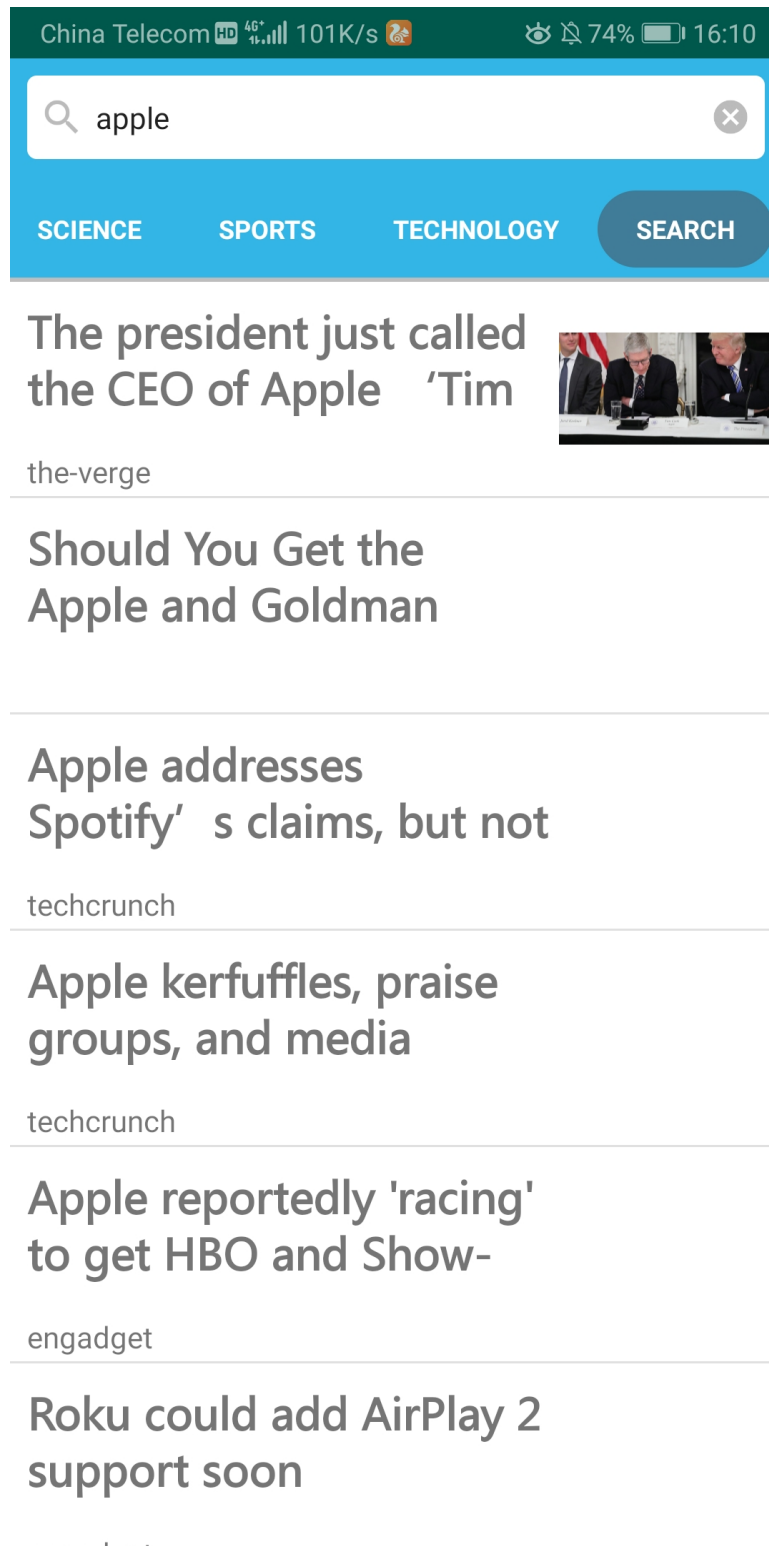 China Telecom HD 4G+ 101K/s 74% 16:10
apple
SCIENCE SPORTS TECHNOLOGY SEARCH
The president just called
the CEO of Apple ‘Tim
the-verge
Should You Get the
Apple and Goldman
Apple addresses
Spotify’s claims, but not
techcrunch
Apple kerfuffles, praise
groups, and media
techcrunch
Apple reportedly 'racing'
to get HBO and Show-
engadget
Roku could add AirPlay 2
support soon